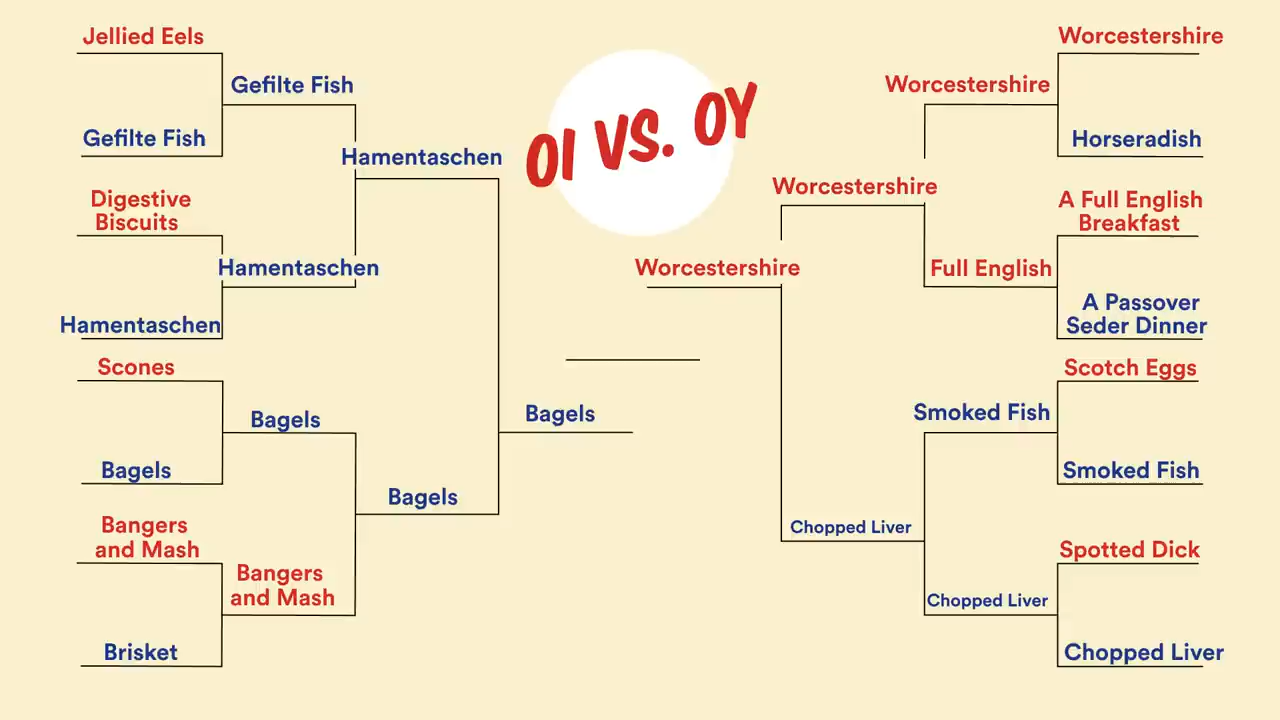 Jellied Eels
Gefilte Fish
Gefilte Fish
Digestive
Biscuits
Hamentaschen
Hamentaschen
Hamentaschen
Scones
Bagels
Bagels
Bangers
and Mash
Bangers
and Mash
Brisket
Bagels
Bagels
OI VS. OY
Worcestershire
Worcestershire
Worcestershire
Horseradish
Worcestershire
A Full English
Breakfast
Full English
A Passover
Seder Dinner
Scotch Eggs
Smoked Fish
Smoked Fish
Chopped Liver
Spotted Dick
Chopped Liver
Chopped Liver